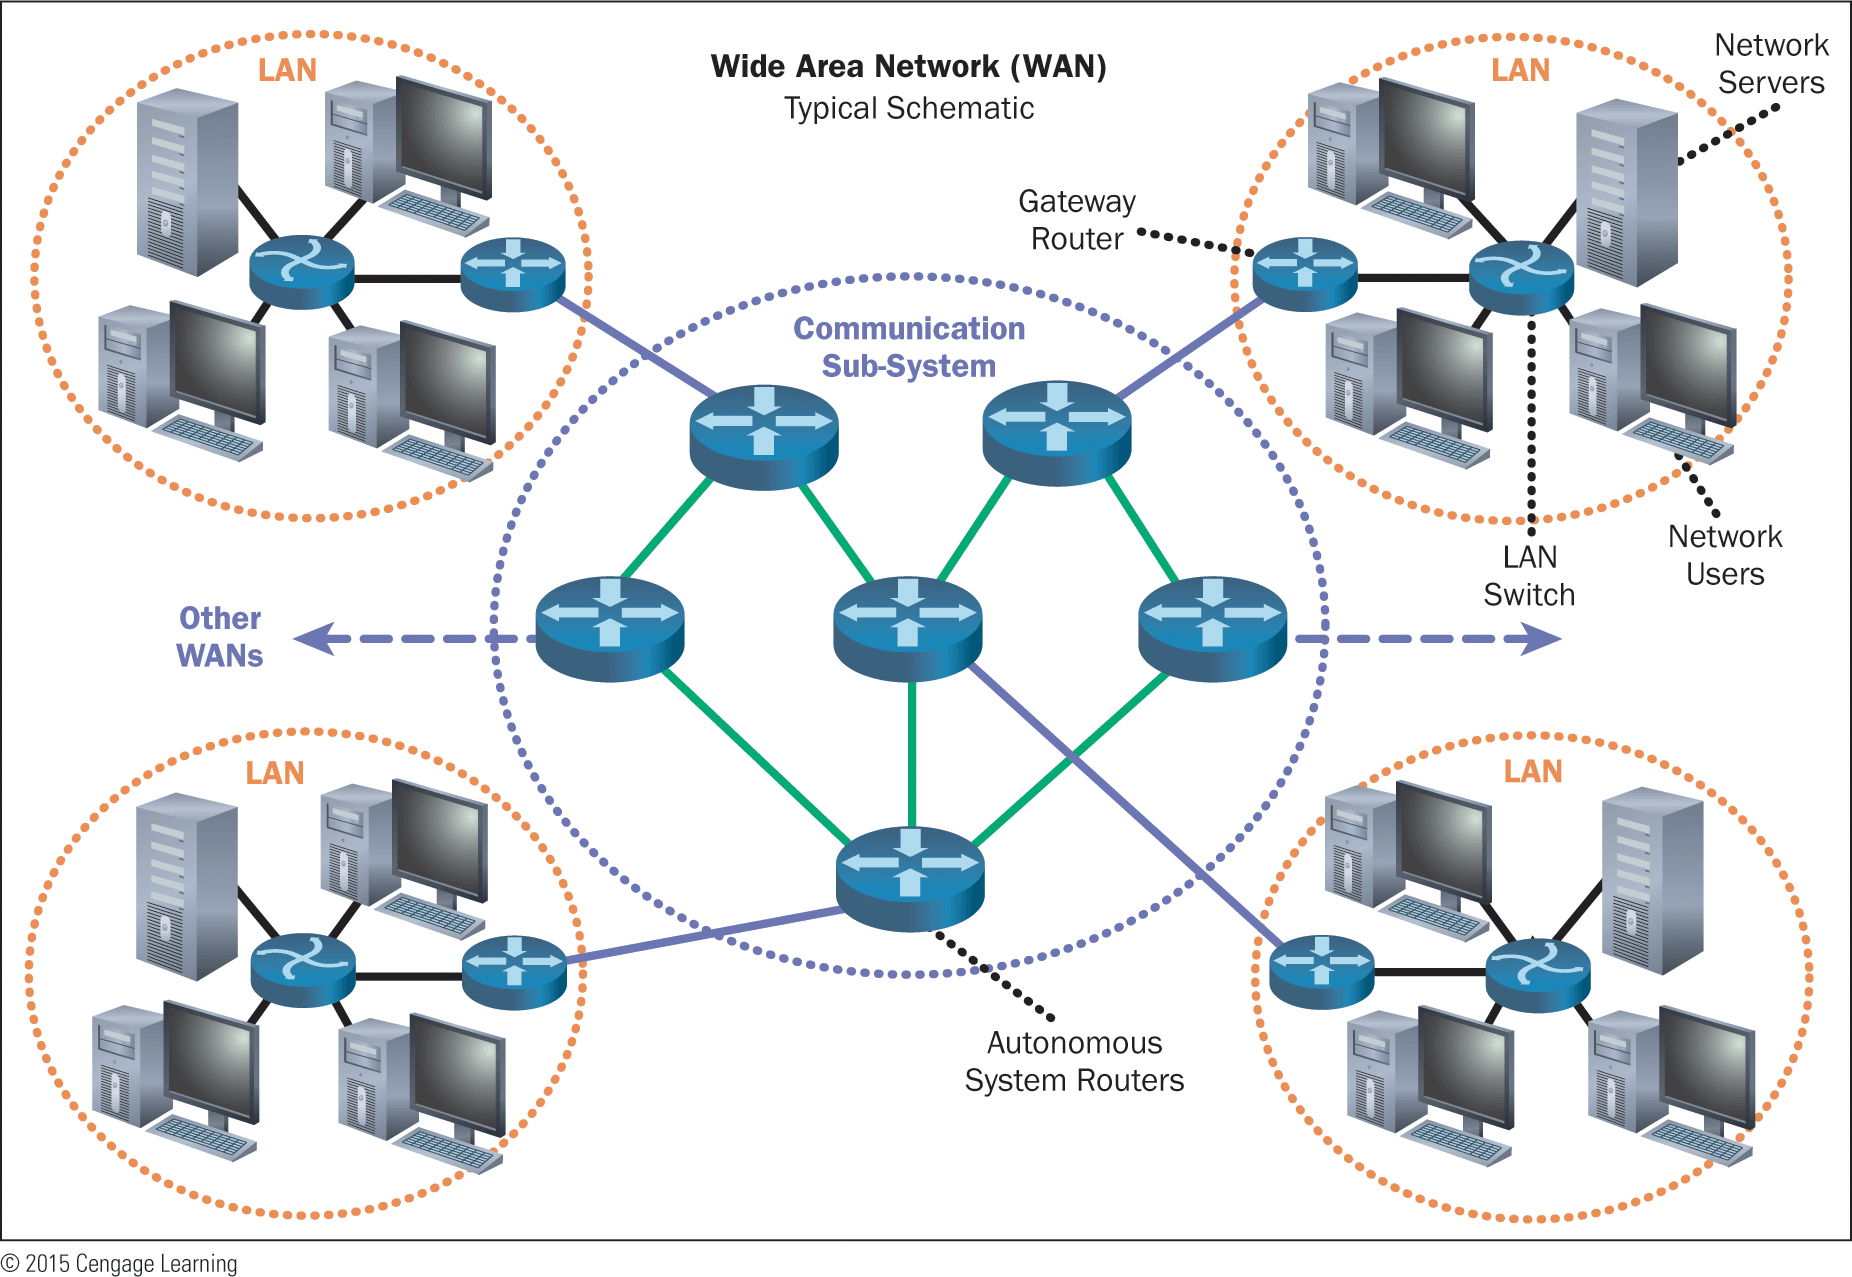 Wide Area Network (WAN)
Typical Schematic
LAN
LAN
Network
Servers
Gateway
Router
Communication
Sub-System
LAN
Switch
Network
Users
Other
WANs
LAN
LAN
Autonomous
System Routers
© 2015 Cengage Learning